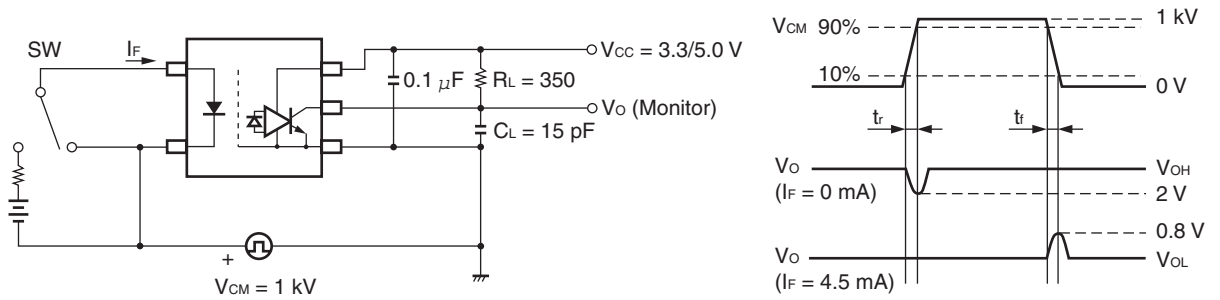 SW
IF
VCC = 3.3/5.0 V
0.1 μF
RL = 350
VO (Monitor)
CL = 15 pF
+
VCM = 1 kV
VCM 90%
1 kV
10%
0 V
tr
tf
VO
(IF = 0 mA)
VOH
2 V
0.8 V
VO
(IF = 4.5 mA)
VOL